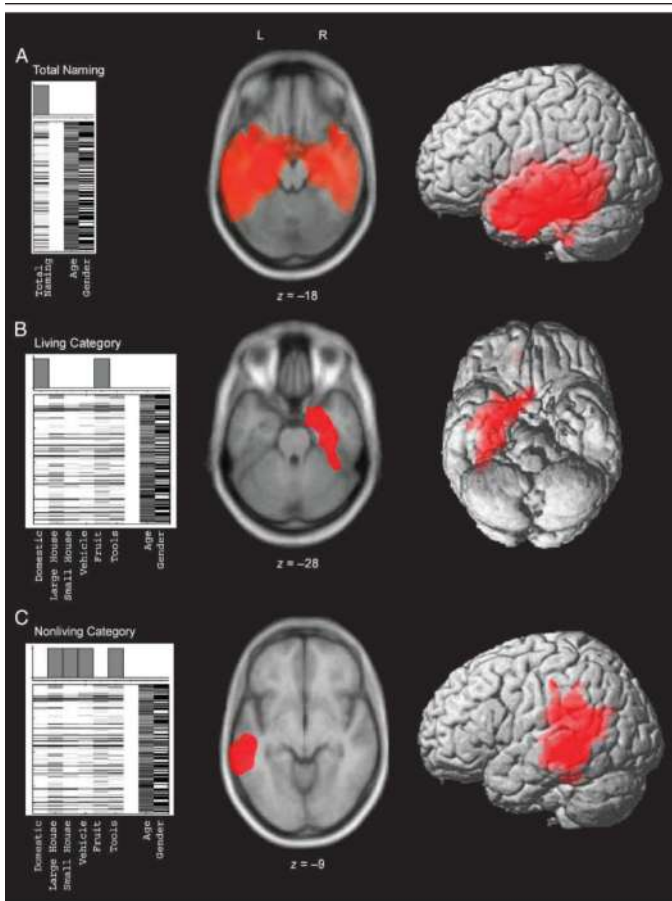 L R
A
Total Naming
Total
Naming
Age
Gender
z = –18
B
Living Category
Domestic
Large House
Small House
Vehicle
Fruit
Tools
Age
Gender
z = –28
C
Nonliving Category
Domestic
Large House
Small House
Vehicle
Fruit
Tools
Age
Gender
z = –9